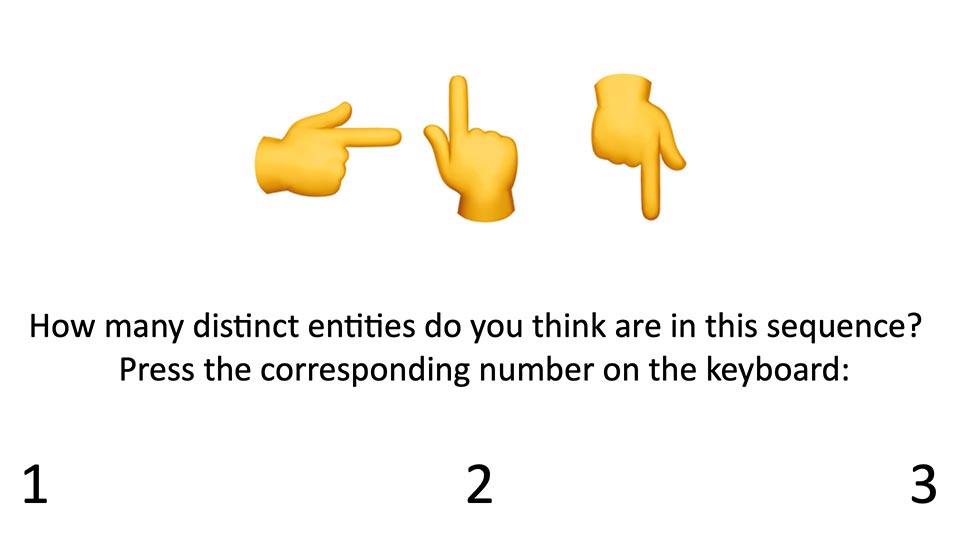 How many distinct entities do you think are in this sequence?
Press the corresponding number on the keyboard:
1 2 3